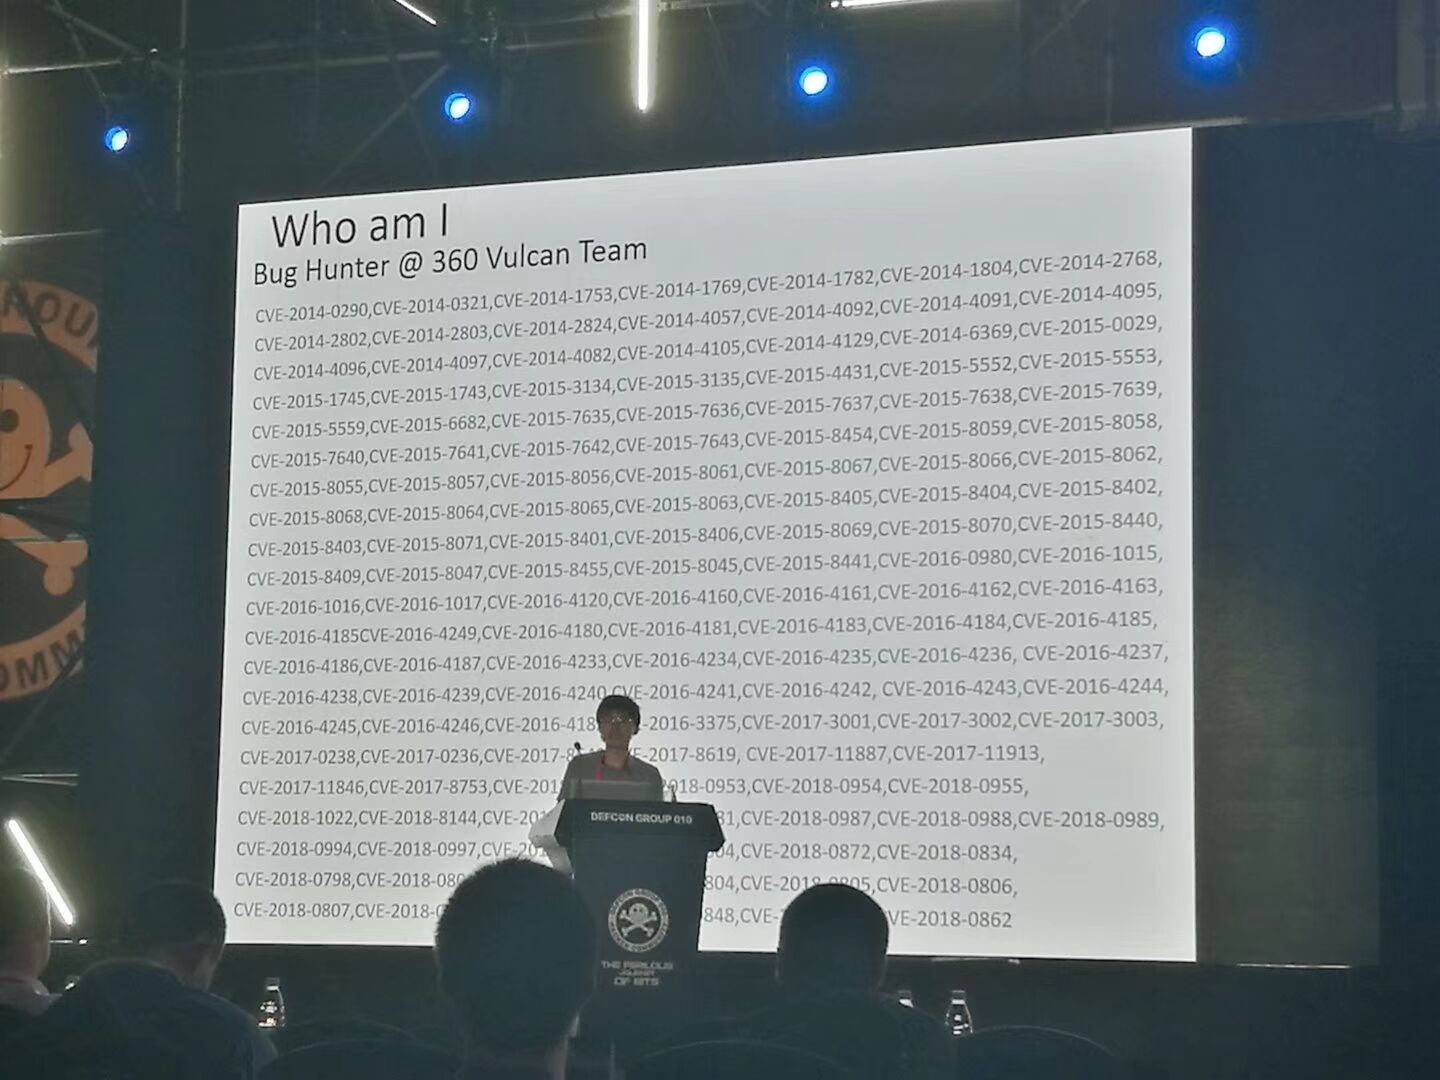 Who am I
Bug Hunter @ 360 Vulcan Team
CVE-2014-0290,CVE-2014-0321,CVE-2014-1753,CVE-2014-1769,CVE-2014-1782,CVE-2014-1804,CVE-2014-2768,
CVE-2014-2802,CVE-2014-2803,CVE-2014-2824,CVE-2014-4057,CVE-2014-4092,CVE-2014-4091,CVE-2014-4095,
CVE-2014-4096,CVE-2014-4097,CVE-2014-4082,CVE-2014-4105,CVE-2014-4129,CVE-2014-6369,CVE-2015-0029,
CVE-2015-1745,CVE-2015-1743,CVE-2015-3134,CVE-2015-3135,CVE-2015-4431,CVE-2015-5552,CVE-2015-5553,
CVE-2015-5559,CVE-2015-6682,CVE-2015-7635,CVE-2015-7636,CVE-2015-7637,CVE-2015-7638,CVE-2015-7639,
CVE-2015-7640,CVE-2015-7641,CVE-2015-7642,CVE-2015-7643,CVE-2015-8454,CVE-2015-8059,CVE-2015-8058,
CVE-2015-8055,CVE-2015-8057,CVE-2015-8056,CVE-2015-8061,CVE-2015-8067,CVE-2015-8066,CVE-2015-8062,
CVE-2015-8068,CVE-2015-8064,CVE-2015-8065,CVE-2015-8063,CVE-2015-8405,CVE-2015-8404,CVE-2015-8402,
CVE-2015-8403,CVE-2015-8071,CVE-2015-8401,CVE-2015-8406,CVE-2015-8069,CVE-2015-8070,CVE-2015-8440,
CVE-2015-8409,CVE-2015-8047,CVE-2015-8455,CVE-2015-8045,CVE-2015-8441,CVE-2016-0980,CVE-2016-1015,
CVE-2016-1016,CVE-2016-1017,CVE-2016-4120,CVE-2016-4160,CVE-2016-4161,CVE-2016-4162,CVE-2016-4163,
CVE-2016-4185CVE-2016-4249,CVE-2016-4180,CVE-2016-4181,CVE-2016-4183,CVE-2016-4184,CVE-2016-4185,
CVE-2016-4186,CVE-2016-4187,CVE-2016-4233,CVE-2016-4234,CVE-2016-4235,CVE-2016-4236, CVE-2016-4237,
CVE-2016-4238,CVE-2016-4239,CVE-2016-4240,CVE-2016-4241,CVE-2016-4242, CVE-2016-4243,CVE-2016-4244,
CVE-2016-4245,CVE-2016-4246, -2016-3375,CVE-2017-3001,CVE-2017-3002,CVE-2017-3003,
CVE-2017-0238,CVE-2017-0236, -2017-8619, CVE-2017-11887,CVE-2017-11913,
CVE-2017-11846,CVE-2017-8753, 018-0953,CVE-2018-0954,CVE-2018-0955,
CVE-2018-1022,CVE-2018-8144, CVE-2018-0987,CVE-2018-0988,CVE-2018-0989,
CVE-2018-0994,CVE-2018-0997, CVE-2018-0872,CVE-2018-0834,
CVE-2018-0798, CVE-2018-0806,
CVE-2018-0807, VE-2018-0862
DEFCON GROUP 010
THE PERILOUS
JOURNEY
OF BITS